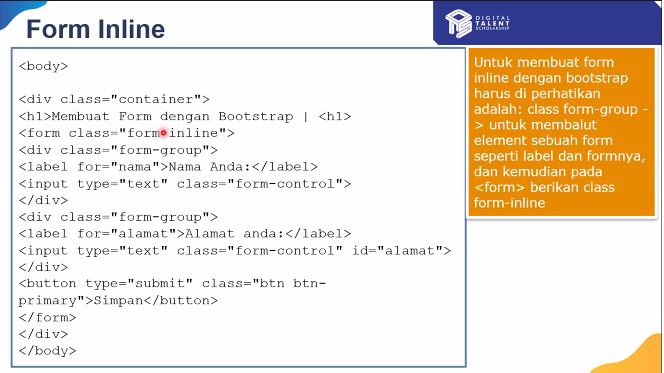 Form Inline
DIGITAL
TALENT
SCHOLARSHIP
<body>
<div class="container">
<h1>Membuat Form dengan Bootstrap | <h1>
<form class="form-inline">
<div class="form-group">
<label for="nama">Nama Anda:</label>
<input type="text" class="form-control">
</div>
<div class="form-group">
<label for="alamat">Alamat anda:</label>
<input type="text" class="form-control" id="alamat">
</div>
<button type="submit" class="btn btn-
primary">Simpan</button>
</form>
</div>
</body>
Untuk membuat form
inline dengan bootstrap
harus di perhatikan
adalah: class form-group -
> untuk membalut
element sebuah form
seperti label dan formnya,
dan kemudian pada
<form> berikan class
form-inline